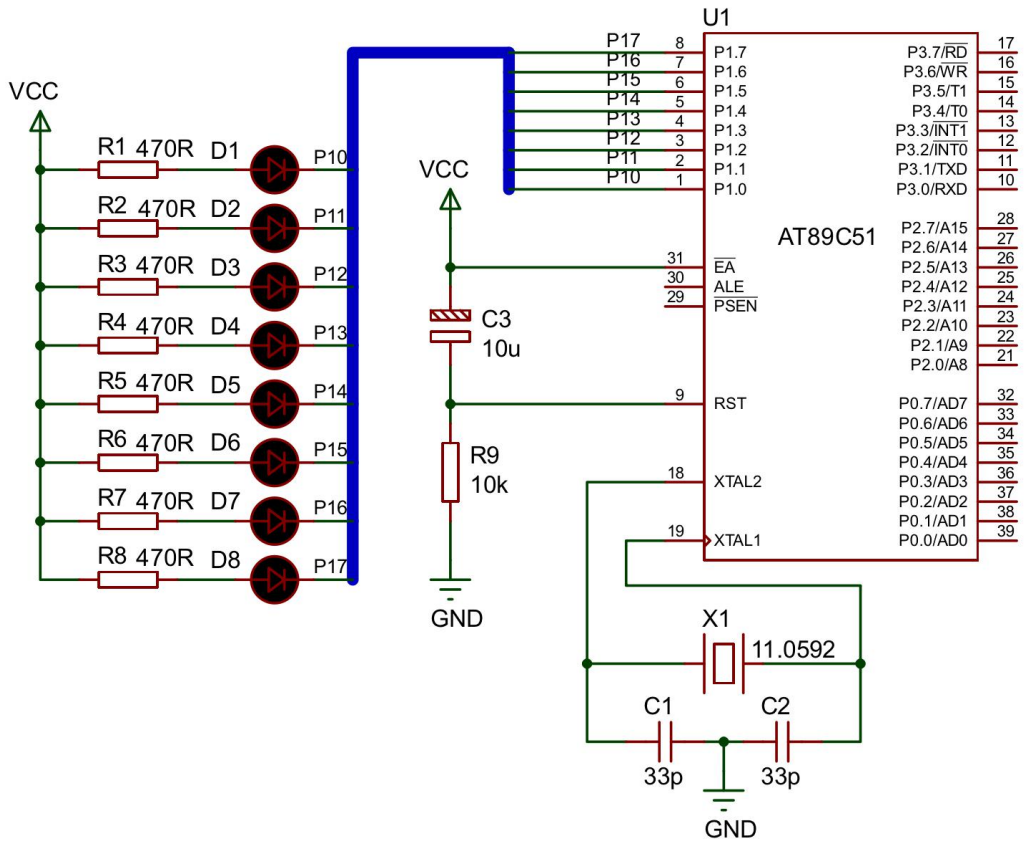 U1
VCC
R1 470R D1 P10
R2 470R D2 P11
R3 470R D3 P12
R4 470R D4 P13
R5 470R D5 P14
R6 470R D6 P15
R7 470R D7 P16
R8 470R D8 P17
P17 8 P1.7
P16 7 P1.6
P15 6 P1.5
P14 5 P1.4
P13 4 P1.3
P12 3 P1.2
P11 2 P1.1
P10 1 P1.0
VCC
31 EA
30 ALE
29 PSEN
C3
10u
9 RST
R9
10k
GND
18 XTAL2
19 XTAL1
AT89C51
P3.7/RD 17
P3.6/WR 16
P3.5/T1 15
P3.4/T0 14
P3.3/INT1 13
P3.2/INT0 12
P3.1/TXD 11
P3.0/RXD 10
P2.7/A15 28
P2.6/A14 27
P2.5/A13 26
P2.4/A12 25
P2.3/A11 24
P2.2/A10 23
P2.1/A9 22
P2.0/A8 21
P0.7/AD7 32
P0.6/AD6 33
P0.5/AD5 34
P0.4/AD4 35
P0.3/AD3 36
P0.2/AD2 37
P0.1/AD1 38
P0.0/AD0 39
X1
11.0592
C1
33p
C2
33p
GND